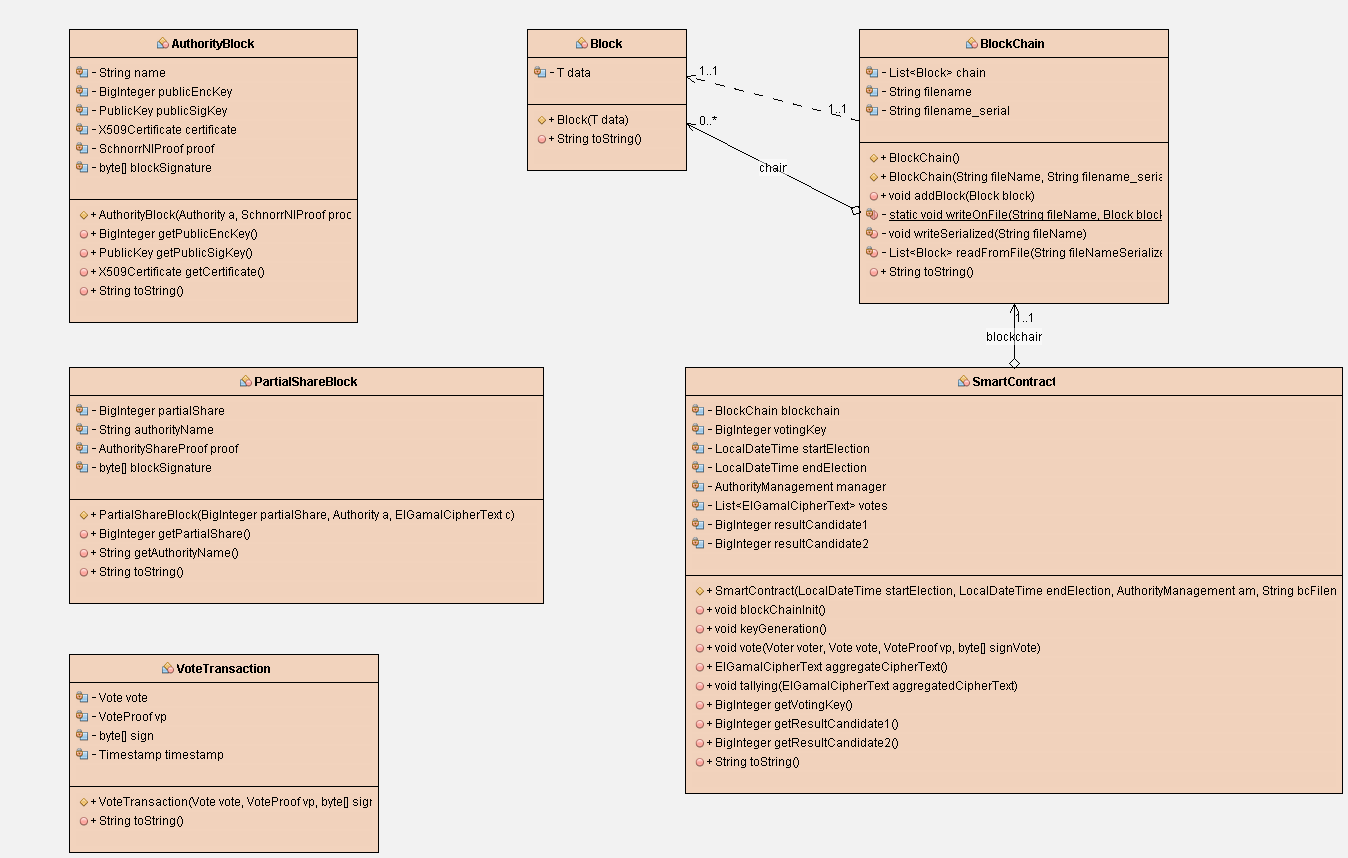 AuthorityBlock
- String name
- BigInteger publicEncKey
- PublicKey publicSigKey
- X509Certificate certificate
- SchnorrNIProof proof
- byte[] blockSignature
+ AuthorityBlock(Authority a, SchnorrNIProof proc
+ BigInteger getPublicEncKey()
+ PublicKey getPublicSigKey()
+ X509Certificate getCertificate()
+ String toString()
Block
- T data
+ Block(T data)
+ String toString()
1..1
1..1
0..*
chair
BlockChain
- List<Block> chain
- String filename
- String filename_serial
+ BlockChain()
+ BlockChain(String fileName, String filename_seria
+ void addBlock(Block block)
- static void writeOnFile(String fileName, Block block
- void writeSerialized(String fileName)
- List<Block> readFromFile(String fileNameSerialize
+ String toString()
1..1
blockchair
PartialShareBlock
- BigInteger partialShare
- String authorityName
- AuthorityShareProof proof
- byte[] blockSignature
+ PartialShareBlock(BigInteger partialShare, Authority a, ElGamalCipherText c)
+ BigInteger getPartialShare()
+ String getAuthorityName()
+ String toString()
SmartContract
- BlockChain blockchain
- BigInteger votingKey
- LocalDateTime startElection
- LocalDateTime endElection
- AuthorityManagement manager
- List<ElGamalCipherText> votes
- BigInteger resultCandidate1
- BigInteger resultCandidate2
+ SmartContract(LocalDateTime startElection, LocalDateTime endElection, AuthorityManagement am, String bcFilen
+ void blockChainInit()
+ void keyGeneration()
+ void vote(Voter voter, Vote vote, VoteProof vp, byte[] signVote)
+ ElGamalCipherText aggregateCipherText()
+ void tallying(ElGamalCipherText aggregatedCipherText)
+ BigInteger getVotingKey()
+ BigInteger getResultCandidate1()
+ BigInteger getResultCandidate2()
+ String toString()
VoteTransaction
- Vote vote
- VoteProof vp
- byte[] sign
- Timestamp timestamp
+ VoteTransaction(Vote vote, VoteProof vp, byte[] sigr
+ String toString()